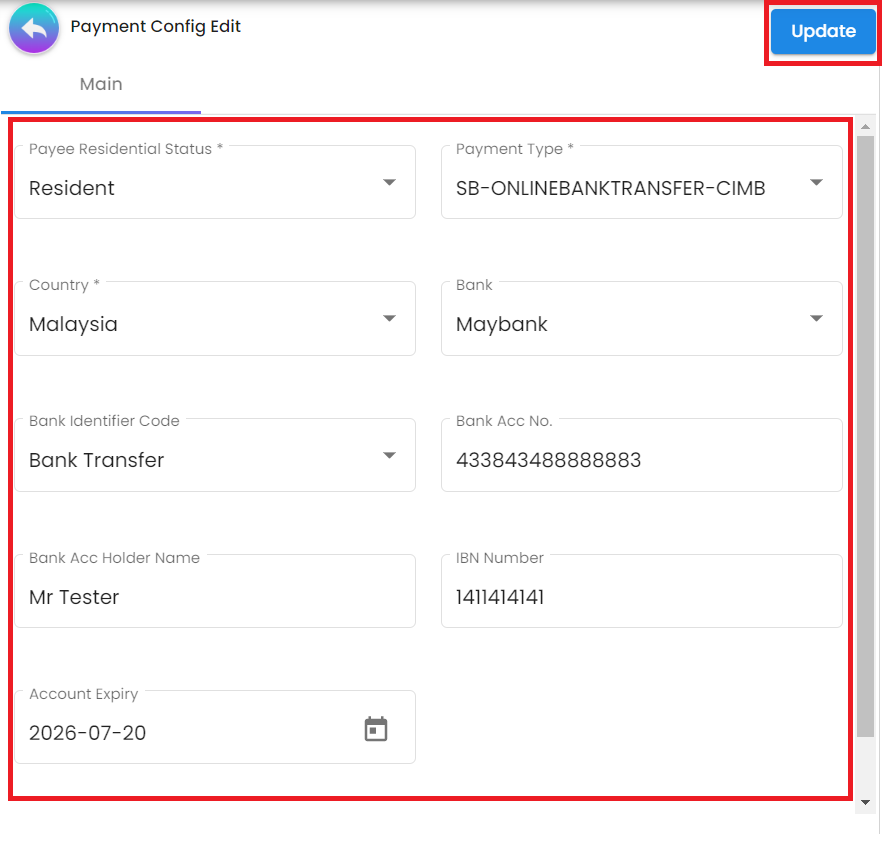 Payment Config Edit
Update
Main
Payee Residential Status *
Resident
Payment Type *
SB-ONLINEBANKTRANSFER-CIMB
Country *
Malaysia
Bank
Maybank
Bank Identifier Code
Bank Transfer
Bank Acc No.
433843488888883
Bank Acc Holder Name
Mr Tester
IBN Number
1411414141
Account Expiry
2026-07-20